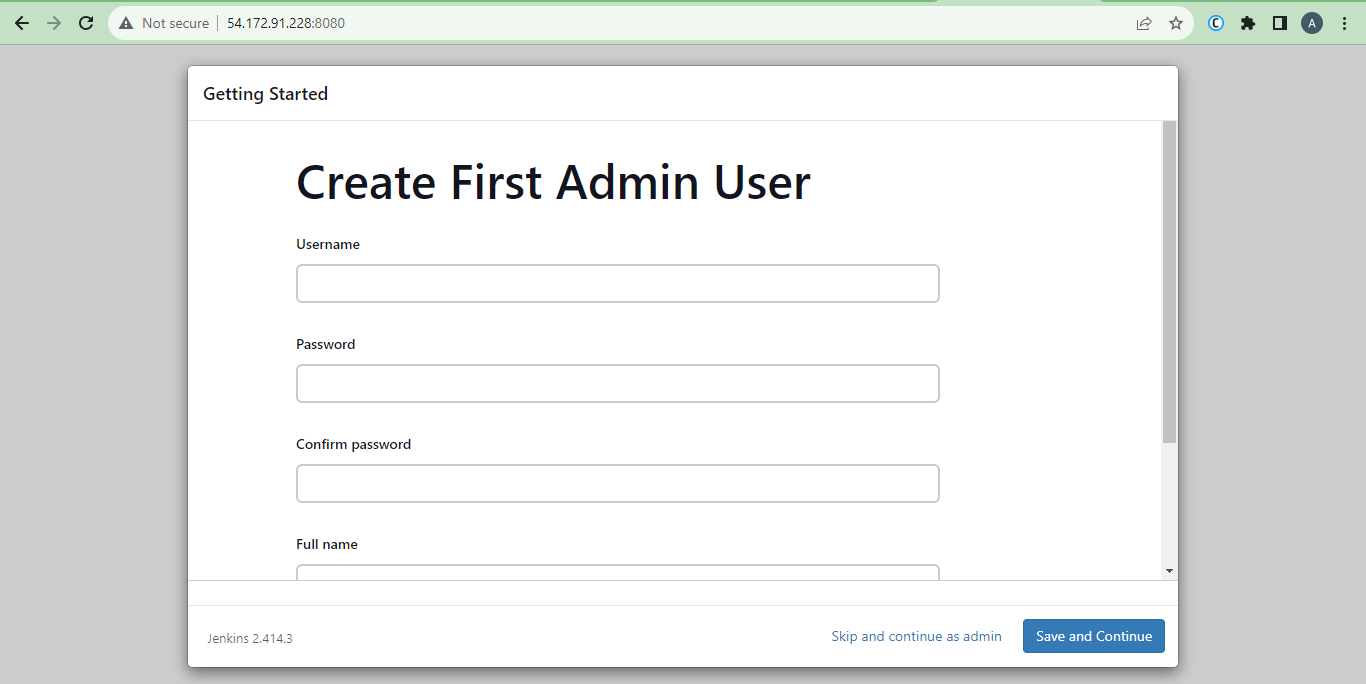 Not secure | 54.172.91.228:8080
A
Getting Started
Create First Admin User
Username
Password
Confirm password
Full name
Jenkins 2.414.3
Skip and continue as admin
Save and Continue